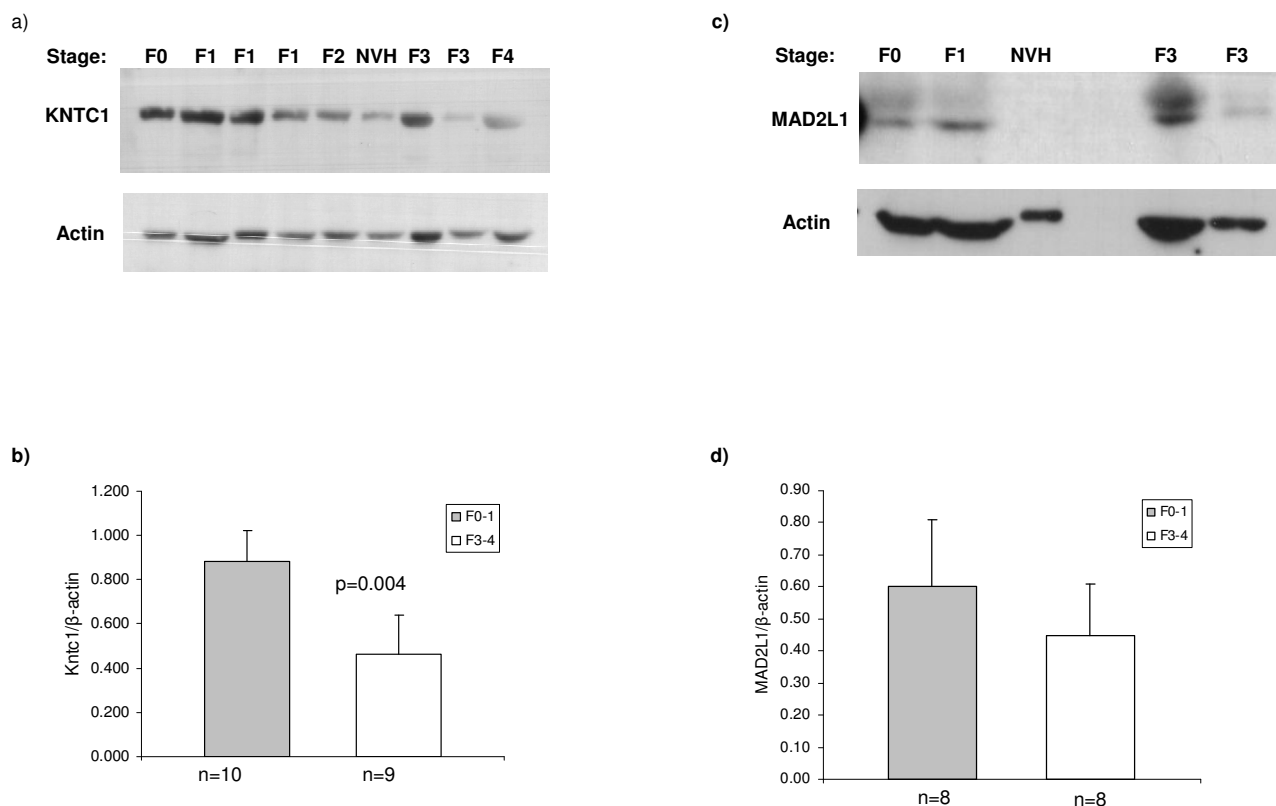 a)
Stage: F0 F1 F1 F1 F2 NVH F3 F3 F4
KNTC1
Actin
c)
Stage: F0 F1 NVH F3 F3
MAD2L1
Actin
b)
1.200
1.000
0.800
0.600
0.400
0.200
0.000
Kntc1/β-actin
F0-1
F3-4
p=0.004
n=10 n=9
d)
0.90
0.80
0.70
0.60
0.50
0.40
0.30
0.20
0.10
0.00
MAD2L1/β-actin
F0-1
F3-4
n=8 n=8